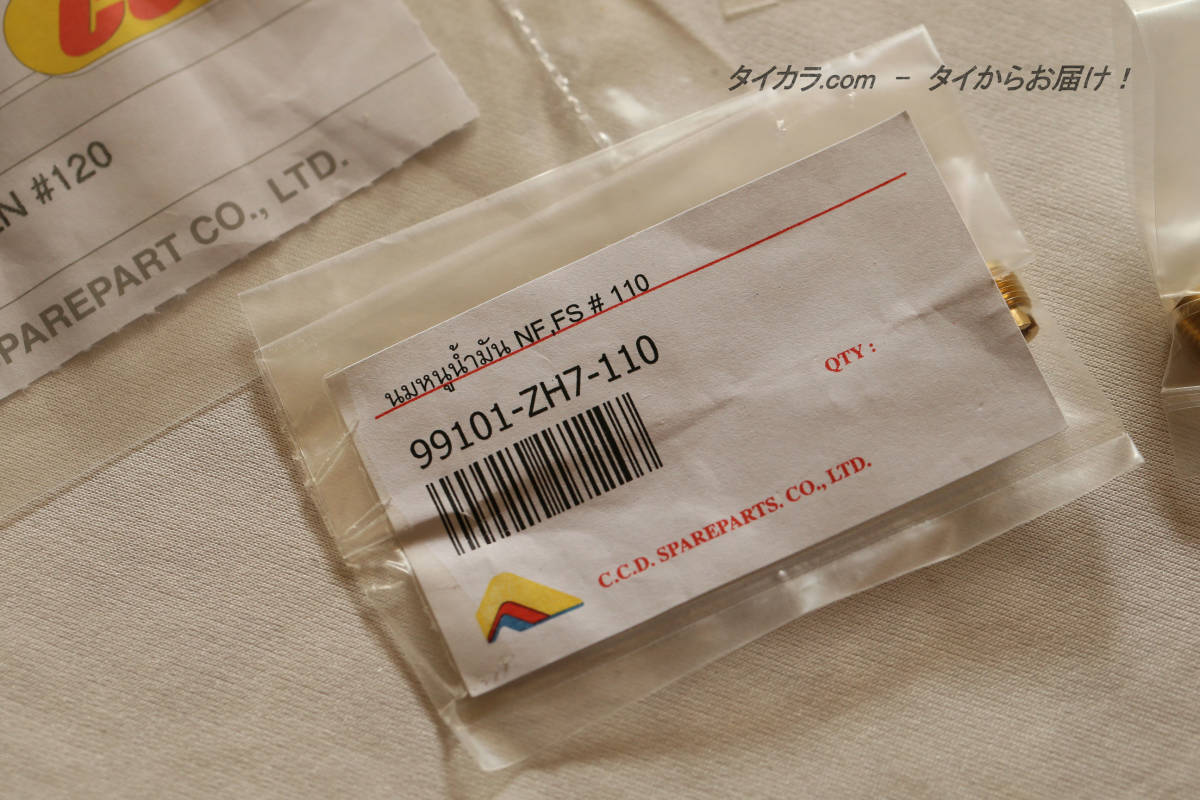 タイカラ.com － タイからお届け！
#120
CO., LTD.
นมหนูน้ำมัน NF,FS # 110
99101-ZH7-110
QTY :
C.C.D. SPAREPARTS. CO., LTD.